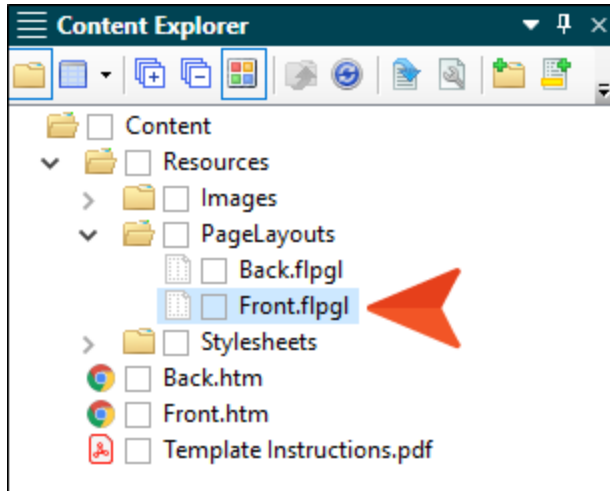 Content Explorer
Content
Resources
Images
PageLayouts
Back.flpgl
Front.flpgl
Stylesheets
Back.htm
Front.htm
Template Instructions.pdf